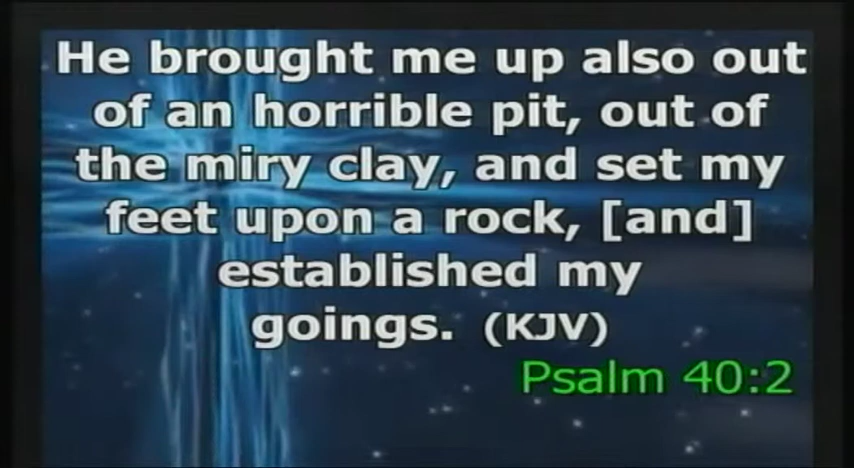 He brought me up also out
of an horrible pit, out of
the miry clay, and set my
feet upon a rock, [and]
established my
goings. (KJV)
Psalm 40:2